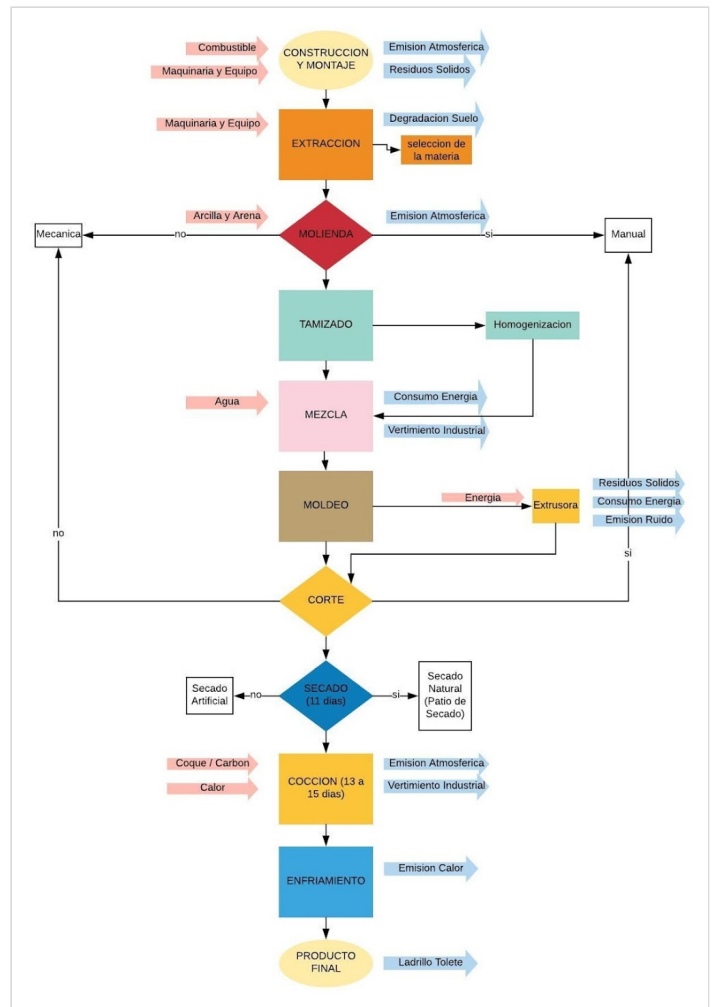 Combustible
CONSTRUCCION
Y MONTAJE
Emision Atmosferica
Maquinaria y Equipo
Residuos Solidos
Maquinaria y Equipo
EXTRACCION
Degradacion Suelo
seleccion de
la materia
Arcilla y Arena
Emision Atmosferica
Mecanica
no
MOLIENDA
si
Manual
TAMIZADO
Homogenizacion
Agua
MEZCLA
Consumo Energia
Vertimiento Industrial
MOLDEO
Energia
Extrusora
Residuos Solidos
Consumo Energia
Emision Ruido
no
si
CORTE
Secado
Artificial
no
SECADO
(11 dias)
si
Secado
Natural
(Patio de
Secado)
Coque / Carbon
Calor
COCCION (13 a
15 dias)
Emision Atmosferica
Vertimiento Industrial
ENFRIAMIENTO
Emision Calor
PRODUCTO
FINAL
Ladrillo Tolete